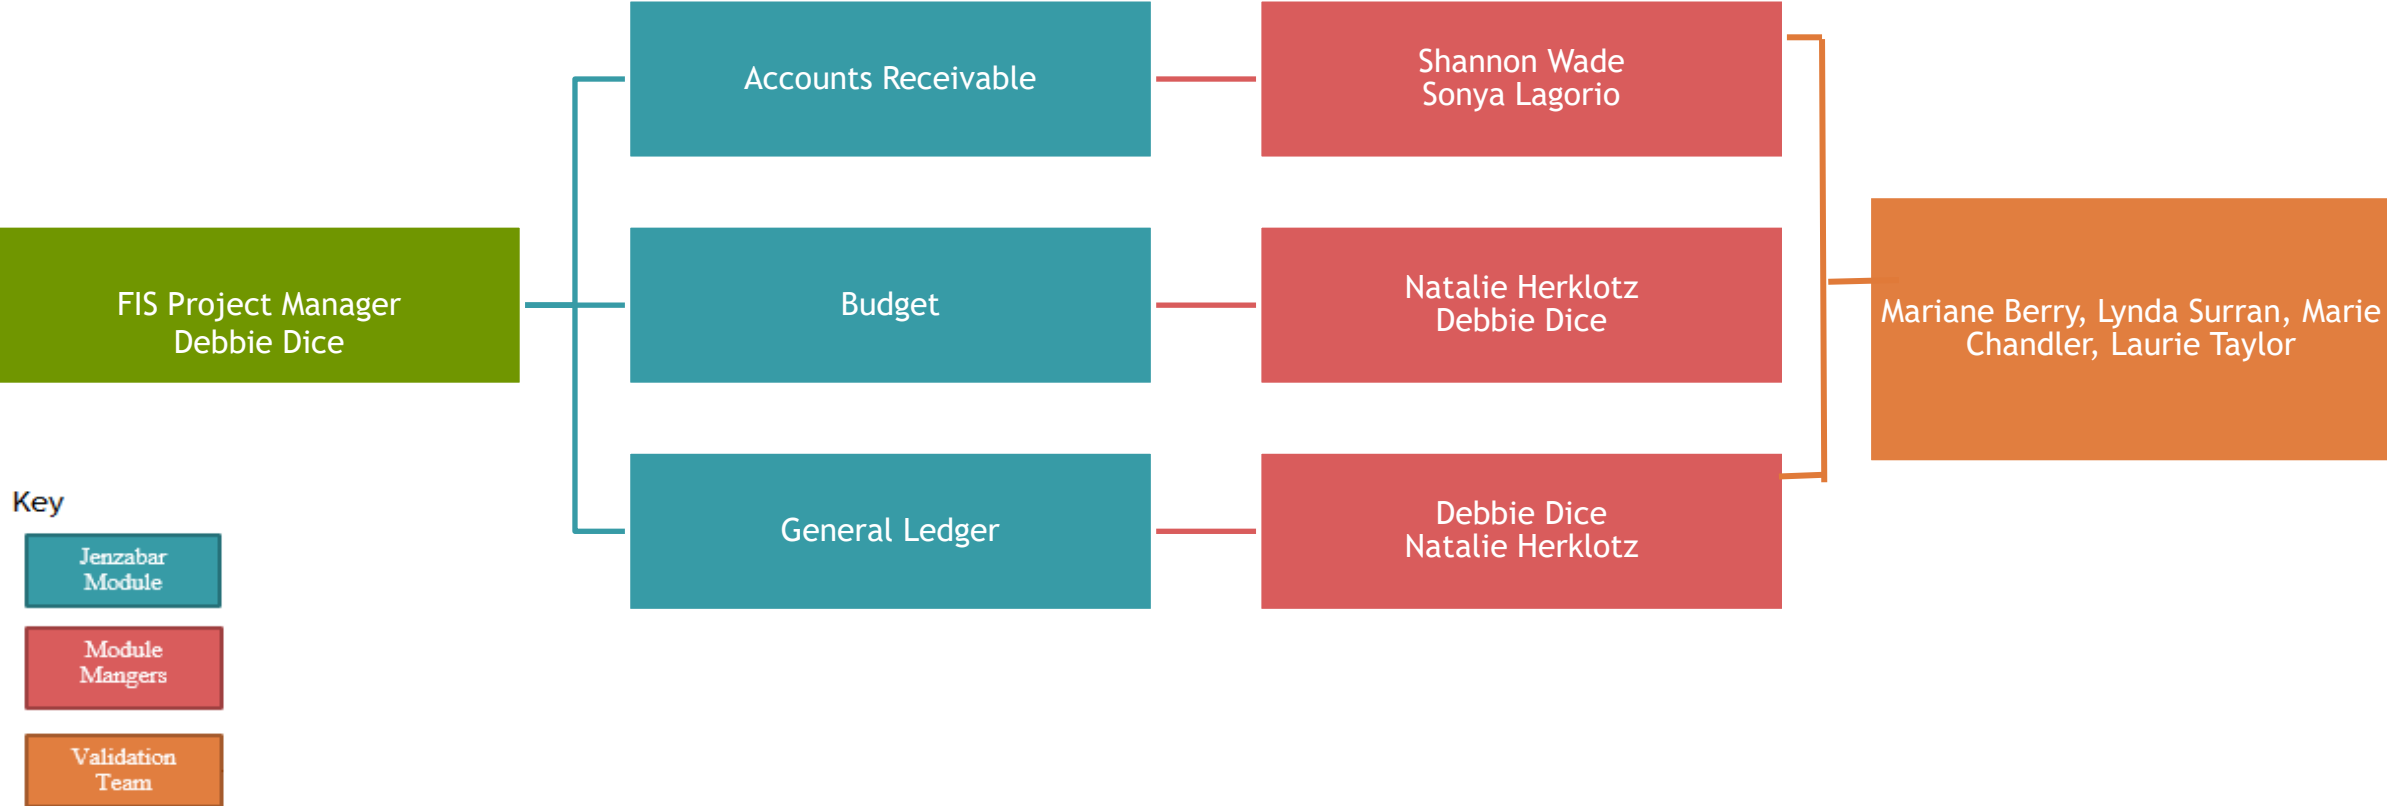 Accounts Receivable
Shannon Wade
Sonya Lagorio
FIS Project Manager
Debbie Dice
Budget
Natalie Herklotz
Debbie Dice
Mariane Berry, Lynda Surran, Marie
Chandler, Laurie Taylor
General Ledger
Debbie Dice
Natalie Herklotz
Key
Jenzabar
Module
Module
Mangers
Validation
Team